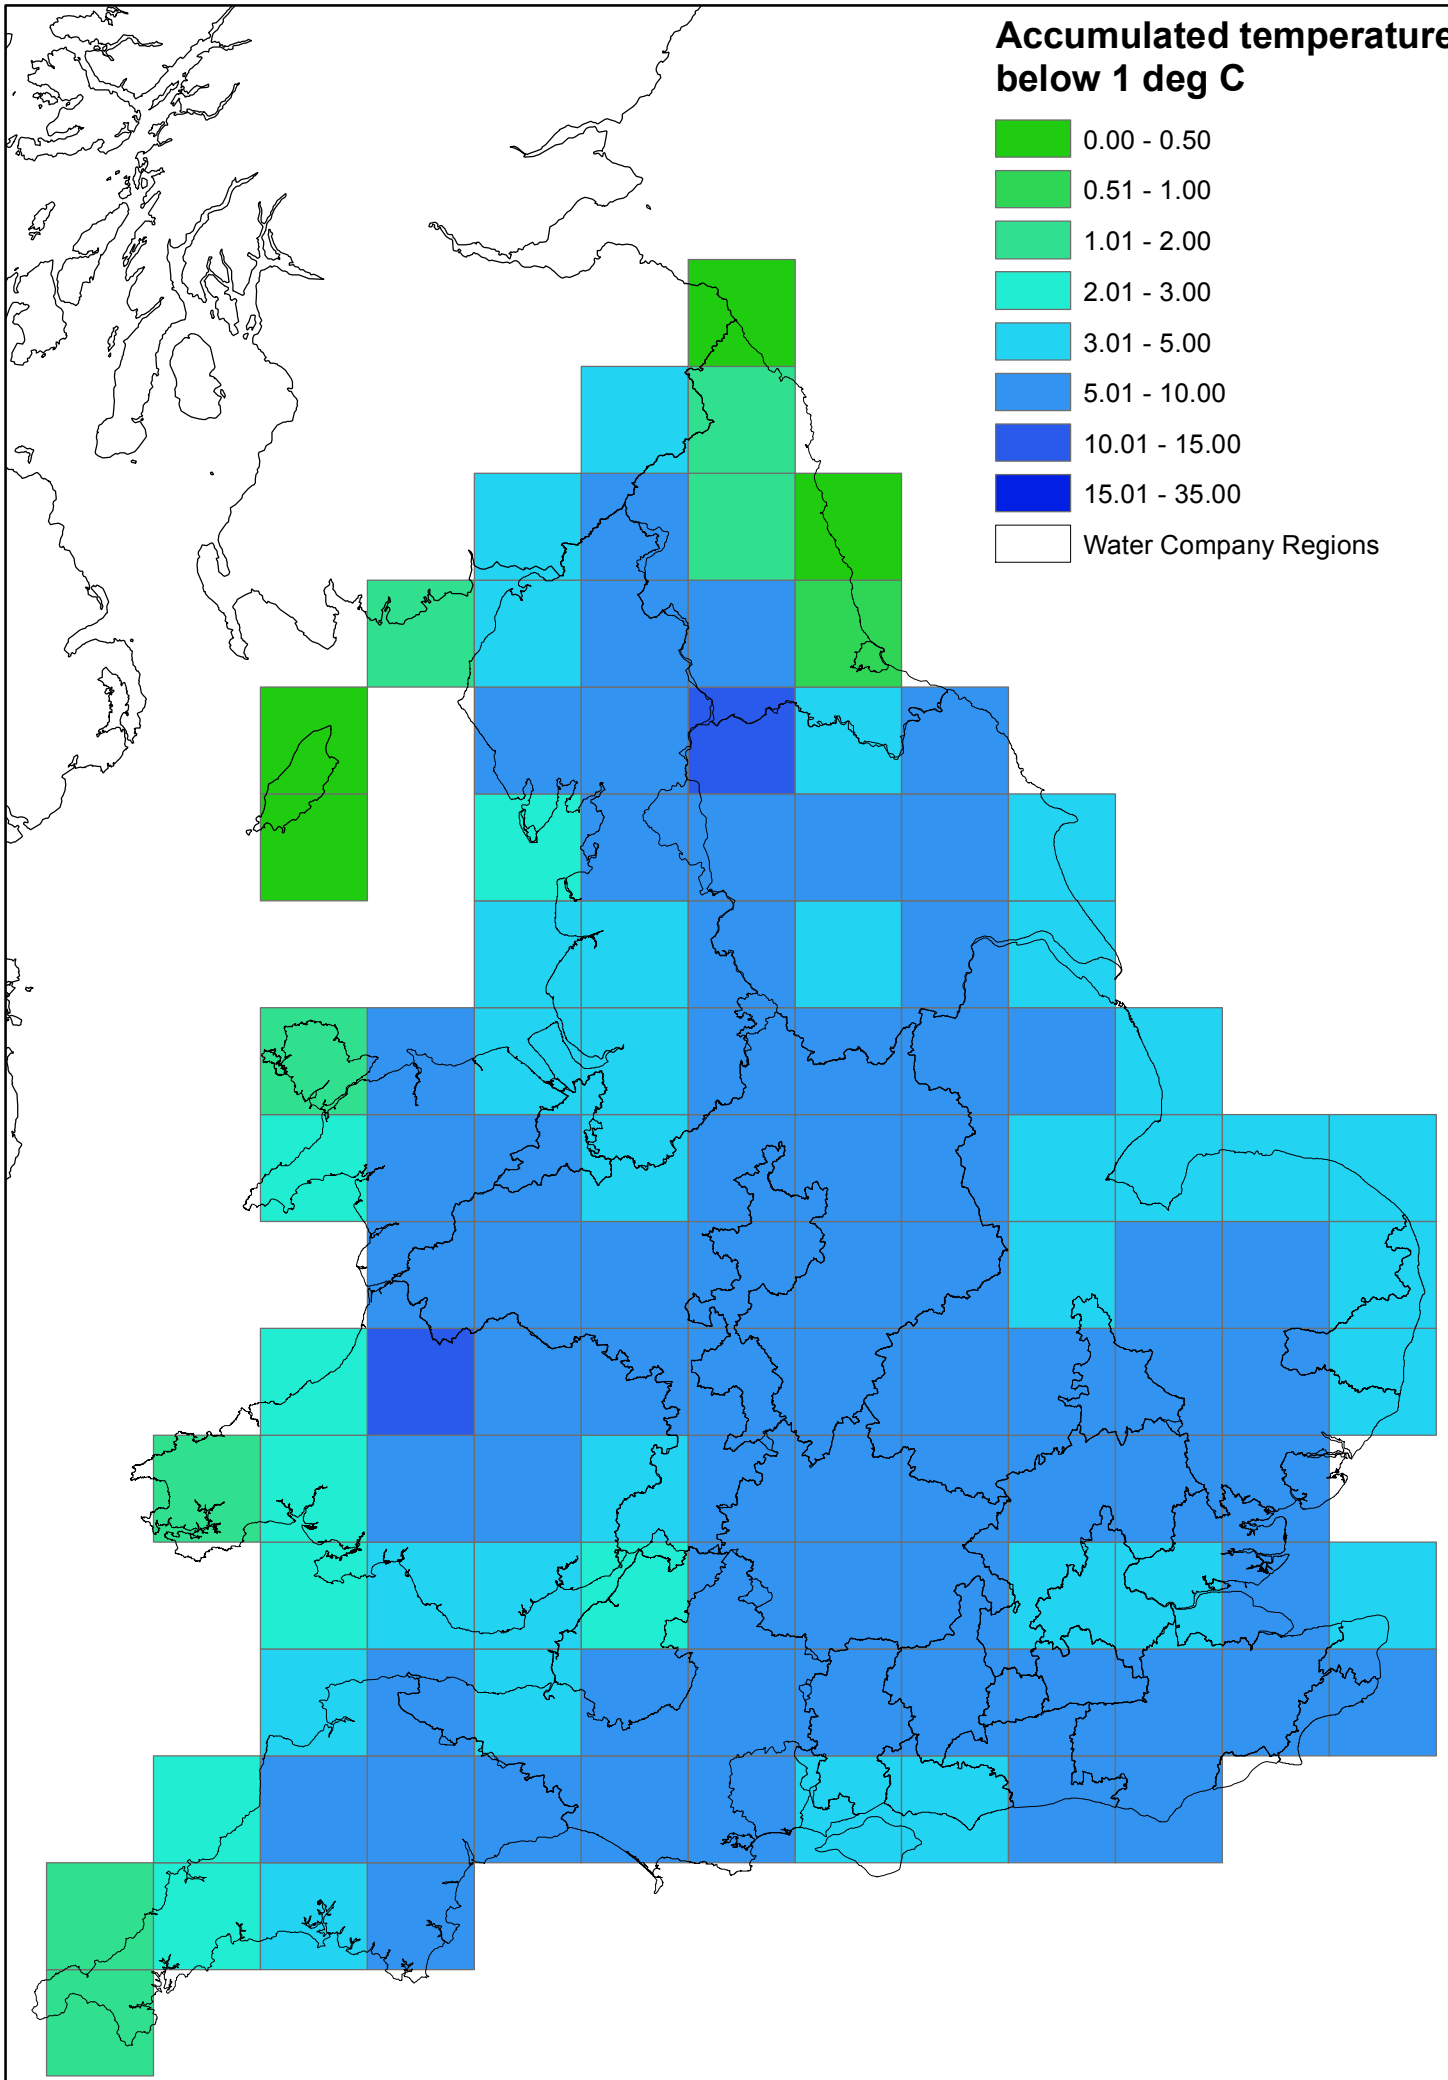 Accumulated temperature
below 1 deg C
0.00 - 0.50
0.51 - 1.00
1.01 - 2.00
2.01 - 3.00
3.01 - 5.00
5.01 - 10.00
10.01 - 15.00
15.01 - 35.00
Water Company Regions